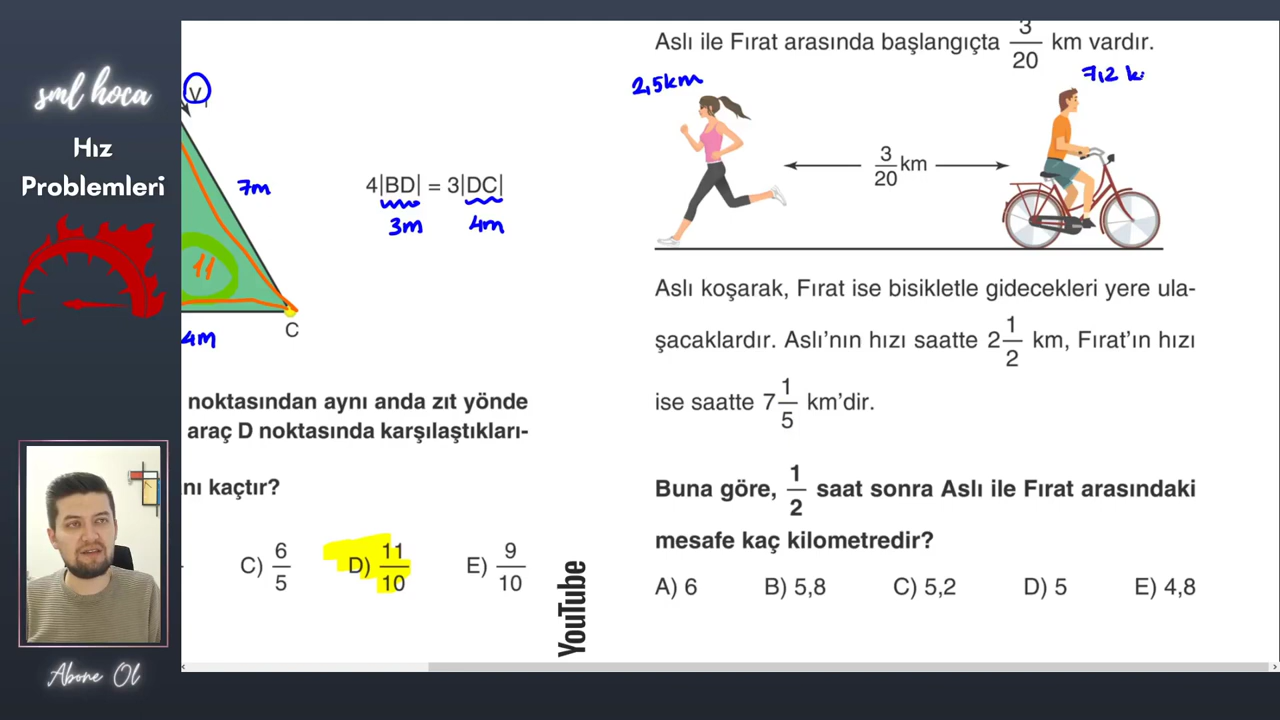 sml hoca
Hız
Problemleri
Abone Ol
V
7m
4|BD| = 3|DC|
3m
4m
11
C
4m
noktasından aynı anda zıt yönde
araç D noktasında karşılaştıkları-
nı kaçtır?
C) 6/5
D) 11/10
E) 9/10
YouTube
Aslı ile Fırat arasında başlangıçta 3/20 km vardır.
2,5km
7,2 k
3/20 km
Aslı koşarak, Fırat ise bisikletle gidecekleri yere ula-
şacaklardır. Aslı’nın hızı saatte 2 1/2 km, Fırat’ın hızı
ise saatte 7 1/5 km’dir.
Buna göre, 1/2 saat sonra Aslı ile Fırat arasındaki
mesafe kaç kilometredir?
A) 6
B) 5,8
C) 5,2
D) 5
E) 4,8